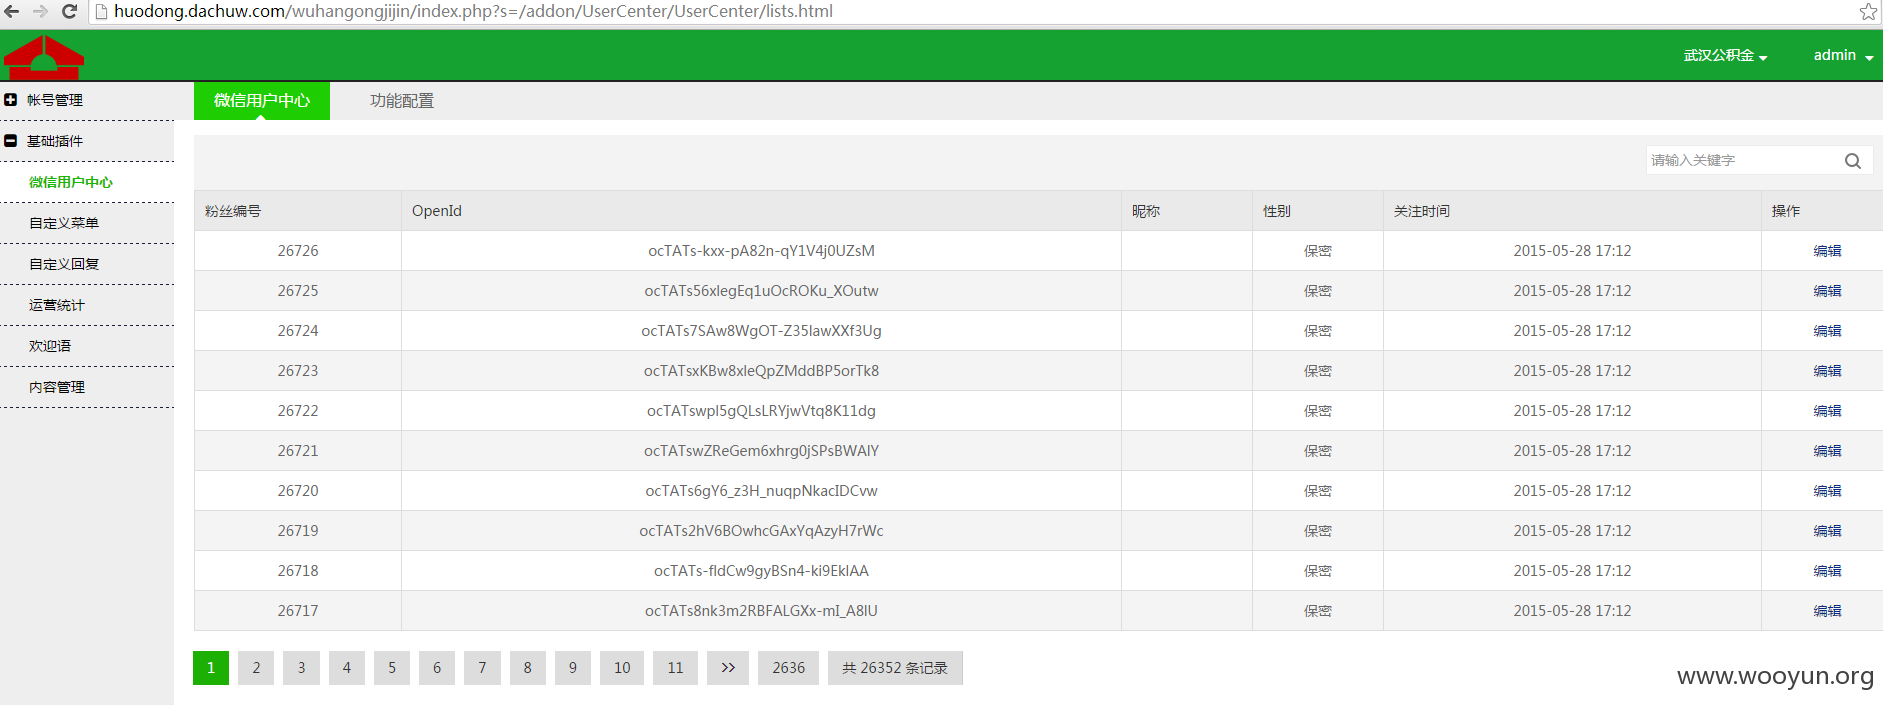 huodong.dachuw.com/wuhangongjijin/index.php?s=/addon/UserCenter/UserCenter/lists.html
武汉公积金 admin
帐号管理
基础插件
微信用户中心
自定义菜单
自定义回复
运营统计
欢迎语
内容管理
微信用户中心 功能配置
请输入关键字
粉丝编号 OpenId 昵称 性别 关注时间 操作
26726 ocTATs-kxx-pA82n-qY1V4j0UZsM 保密 2015-05-28 17:12 编辑
26725 ocTATs56xlegEq1uOcROKu_XOutw 保密 2015-05-28 17:12 编辑
26724 ocTATs7SAw8WgOT-Z35IawXXf3Ug 保密 2015-05-28 17:12 编辑
26723 ocTATsxKBw8xleQpZMddBP5orTk8 保密 2015-05-28 17:12 编辑
26722 ocTATswpl5gQLsLRYjwVtq8K11dg 保密 2015-05-28 17:12 编辑
26721 ocTATswZReGem6xhrg0jSPsBWAlY 保密 2015-05-28 17:12 编辑
26720 ocTATs6gY6_z3H_nuqpNkacIDCvw 保密 2015-05-28 17:12 编辑
26719 ocTATs2hV6BOwhcGAxYqAzyH7rWc 保密 2015-05-28 17:12 编辑
26718 ocTATs-fldCw9gyBSn4-ki9EklAA 保密 2015-05-28 17:12 编辑
26717 ocTATs8nk3m2RBFALGXx-mI_A8lU 保密 2015-05-28 17:12 编辑
1 2 3 4 5 6 7 8 9 10 11 >> 2636 共 26352 条记录
www.wooyun.org